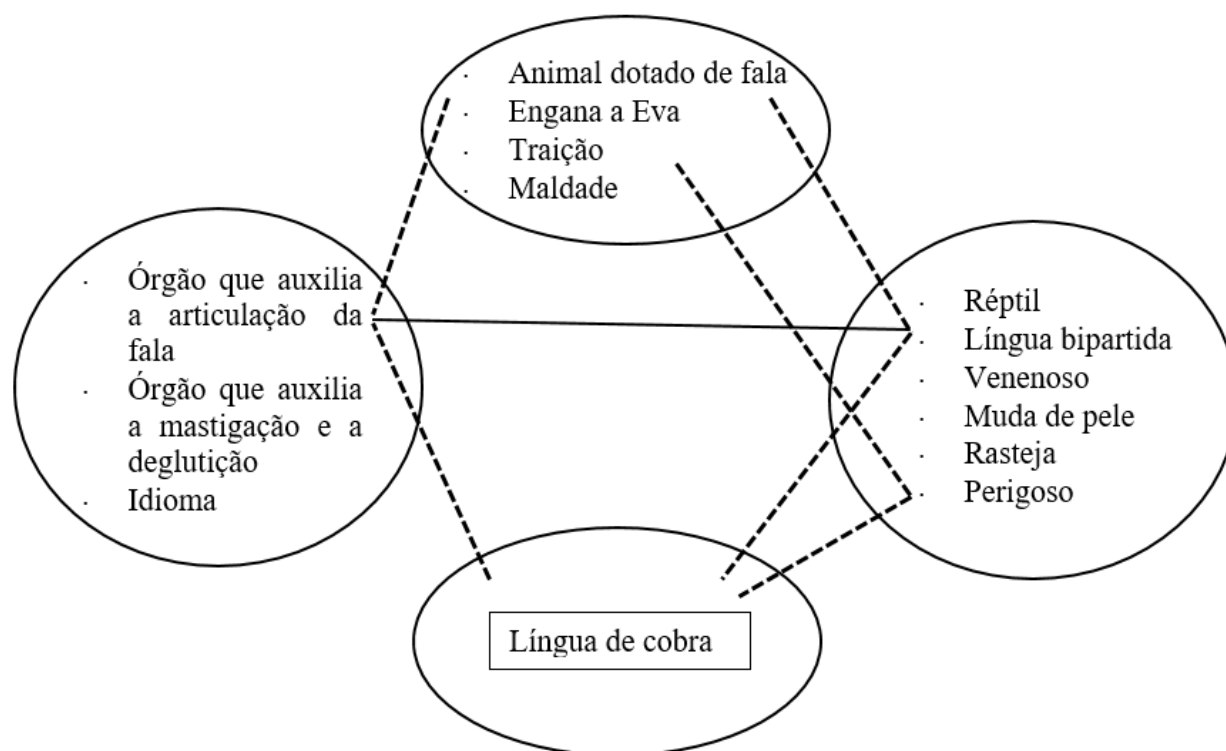 · Animal dotado de fala
· Engana a Eva
· Traição
· Maldade
· Órgão que auxilia
a articulação da
fala
· Órgão que auxilia
a mastigação e a
deglutição
· Idioma
· Réptil
· Língua bipartida
· Venenoso
· Muda de pele
· Rasteja
· Perigoso
Língua de cobra